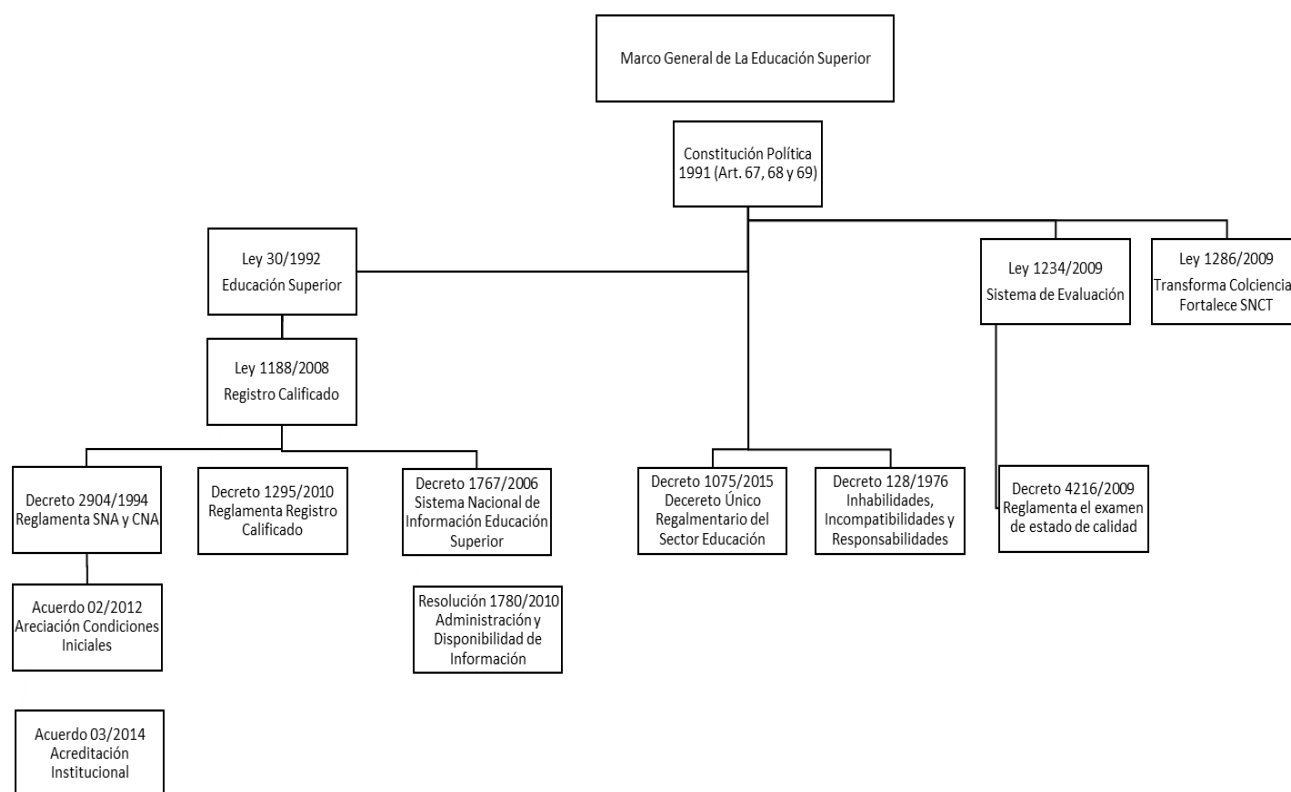 Marco General de La Educación Superior
Constitución Política
1991 (Art. 67, 68 y 69)
Ley 30/1992
Educación Superior
Ley 1234/2009
Sistema de Evaluación
Ley 1286/2009
Transforma Colciencia
Fortalece SNCT
Ley 1188/2008
Registro Calificado
Decreto 2904/1994
Reglamenta SNA y CNA
Decreto 1295/2010
Reglamenta Registro
Calificado
Decreto 1767/2006
Sistema Nacional de
Información Educación
Superior
Decreto 1075/2015
Decereto Único
Regalmentario del
Sector Educación
Decreto 128/1976
Inhabilidades,
Incompatibilidades y
Responsabilidades
Decreto 4216/2009
Reglamenta el examen
de estado de calidad
Acuerdo 02/2012
Areciación Condiciones
Iniciales
Resolución 1780/2010
Administración y
Disponibilidad de
Información
Acuerdo 03/2014
Acreditación
Institucional